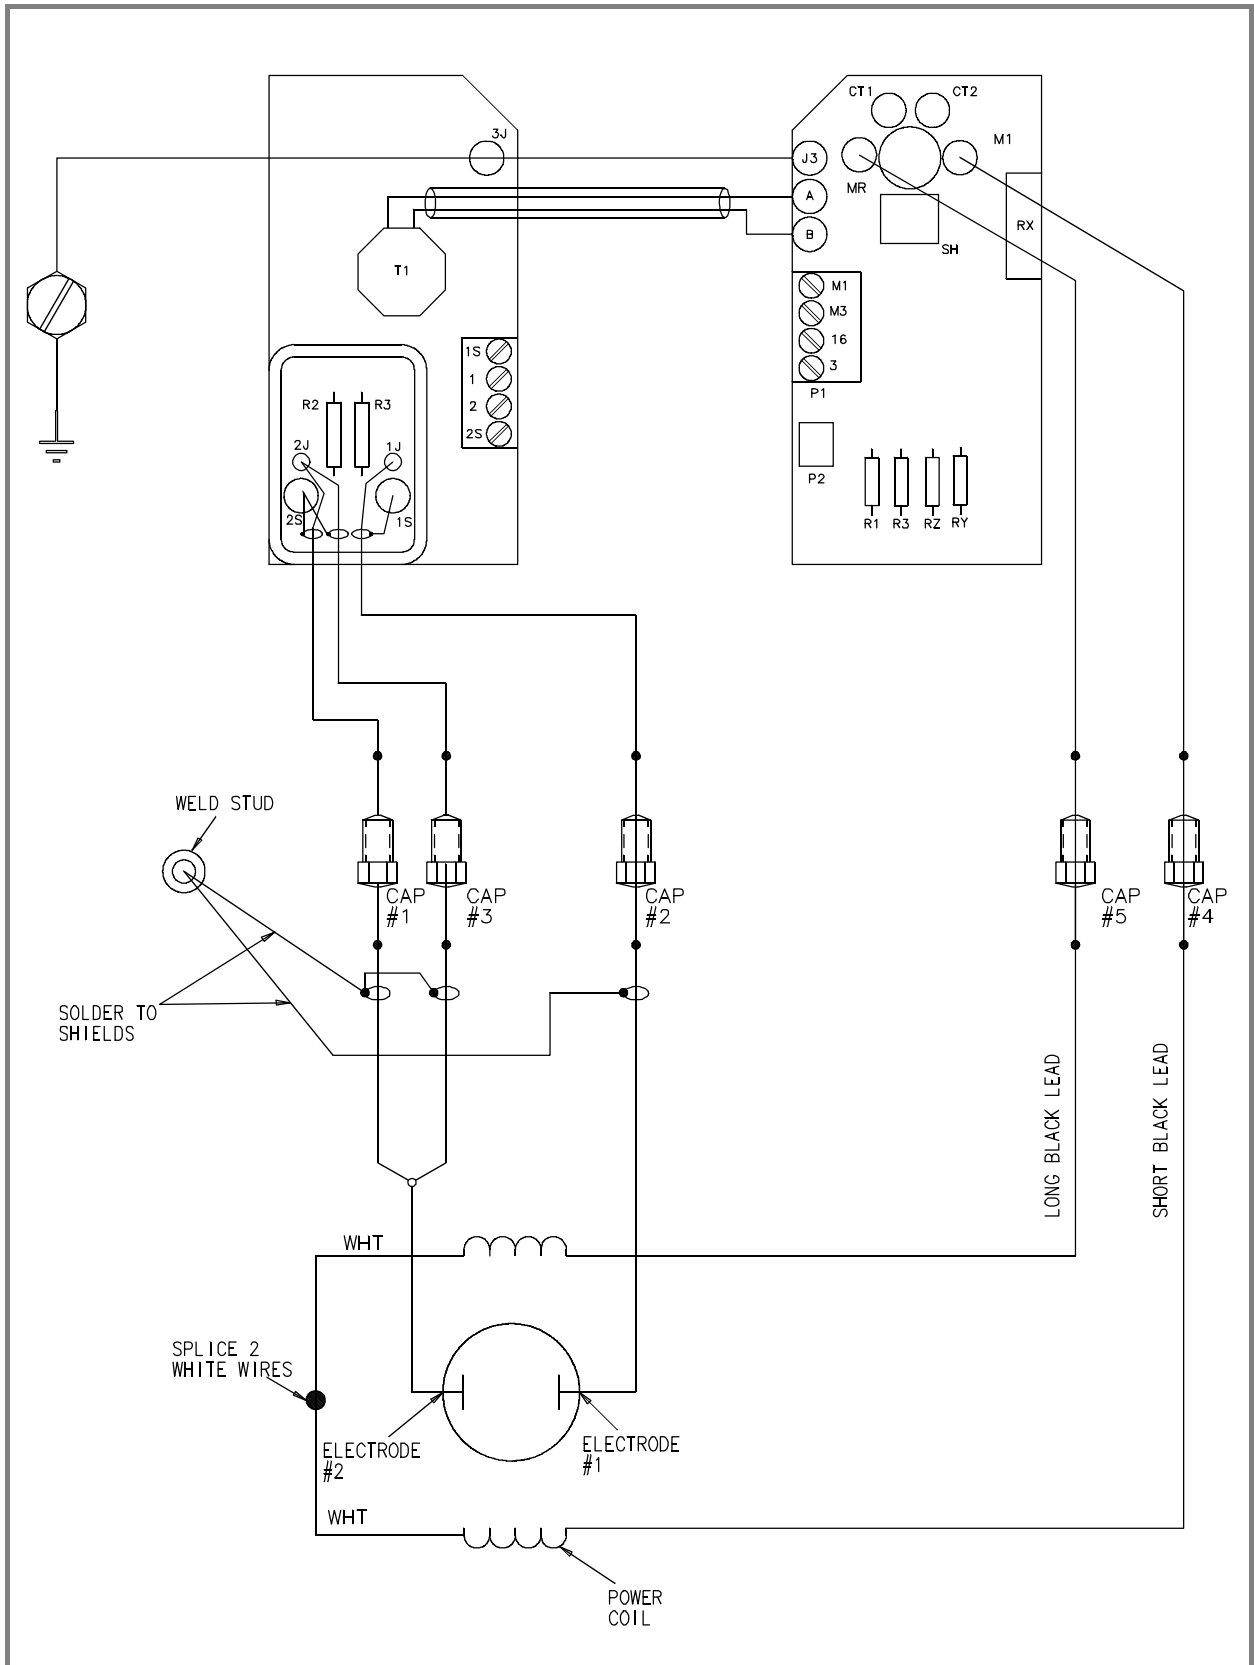 CT1
CT2
3J
M1
J3
MR
A
B
SH
RX
T1
M1
M3
16
3
P1
1S
1
2
2S
R2
R3
2J
1J
2S
1S
P2
R1
R3
RZ
RY
WELD STUD
CAP
#1
CAP
#3
CAP
#2
CAP
#5
CAP
#4
SOLDER TO
SHIELDS
LONG BLACK LEAD
SHORT BLACK LEAD
WHT
SPLICE 2
WHITE WIRES
ELECTRODE
#2
ELECTRODE
#1
WHT
POWER
COIL